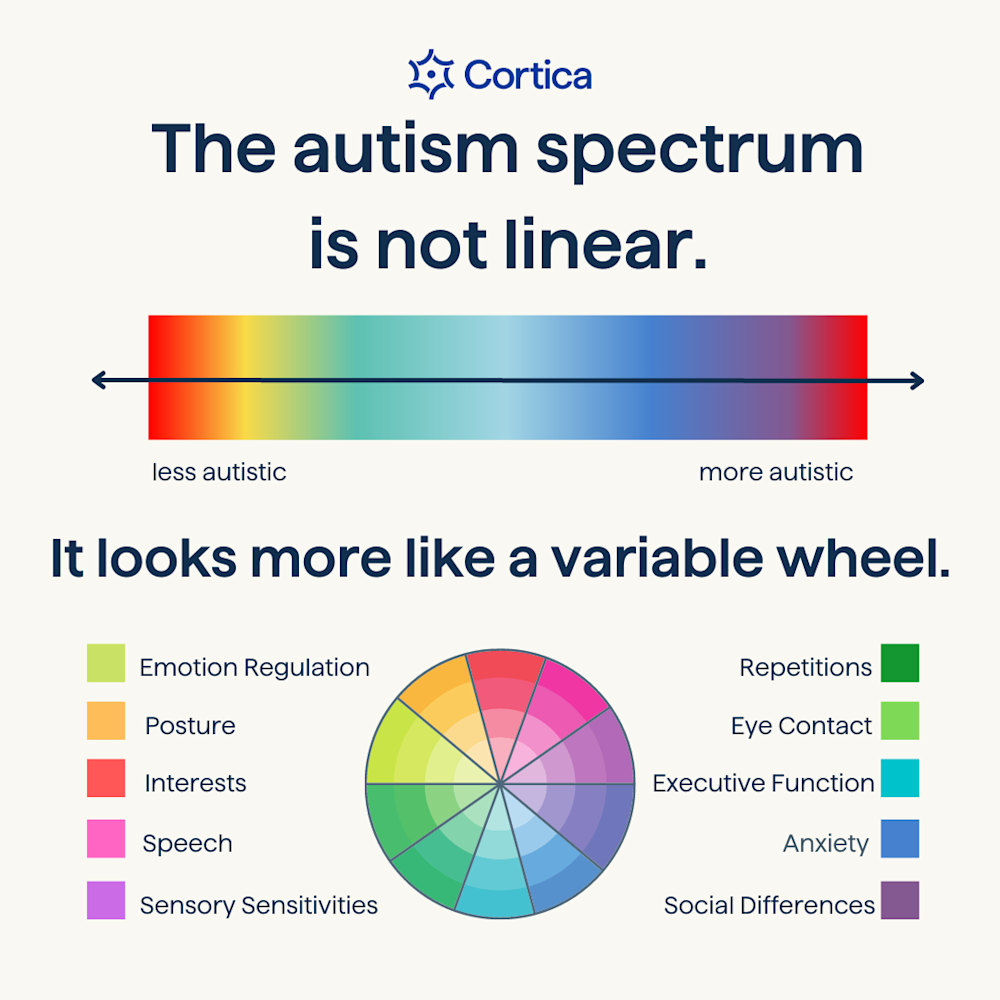 Cortica
The autism spectrum
is not linear.
less autistic
more autistic
It looks more like a variable wheel.
Emotion Regulation
Posture
Interests
Speech
Sensory Sensitivities
Repetitions
Eye Contact
Executive Function
Anxiety
Social Differences